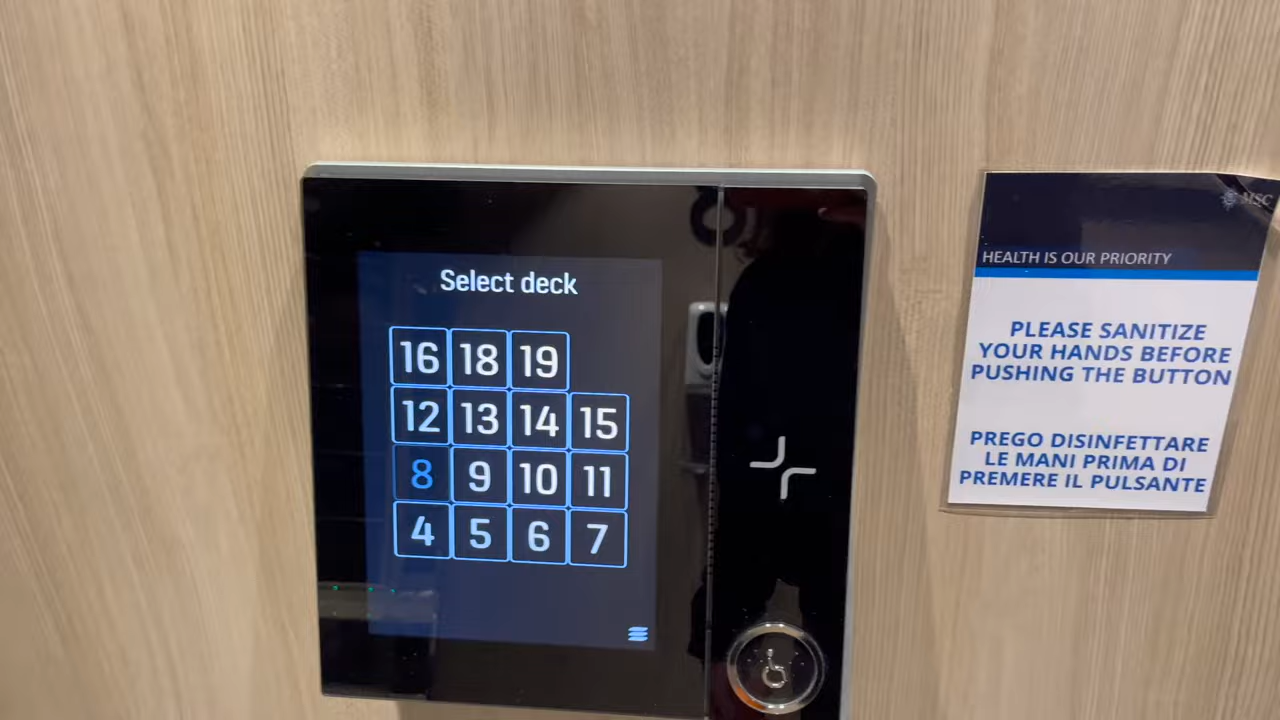 Select deck
16 18 19
12 13 14 15
8 9 10 11
4 5 6 7
MSC
HEALTH IS OUR PRIORITY
PLEASE SANITIZE
YOUR HANDS BEFORE
PUSHING THE BUTTON
PREGO DISINFETTARE
LE MANI PRIMA DI
PREMERE IL PULSANTE